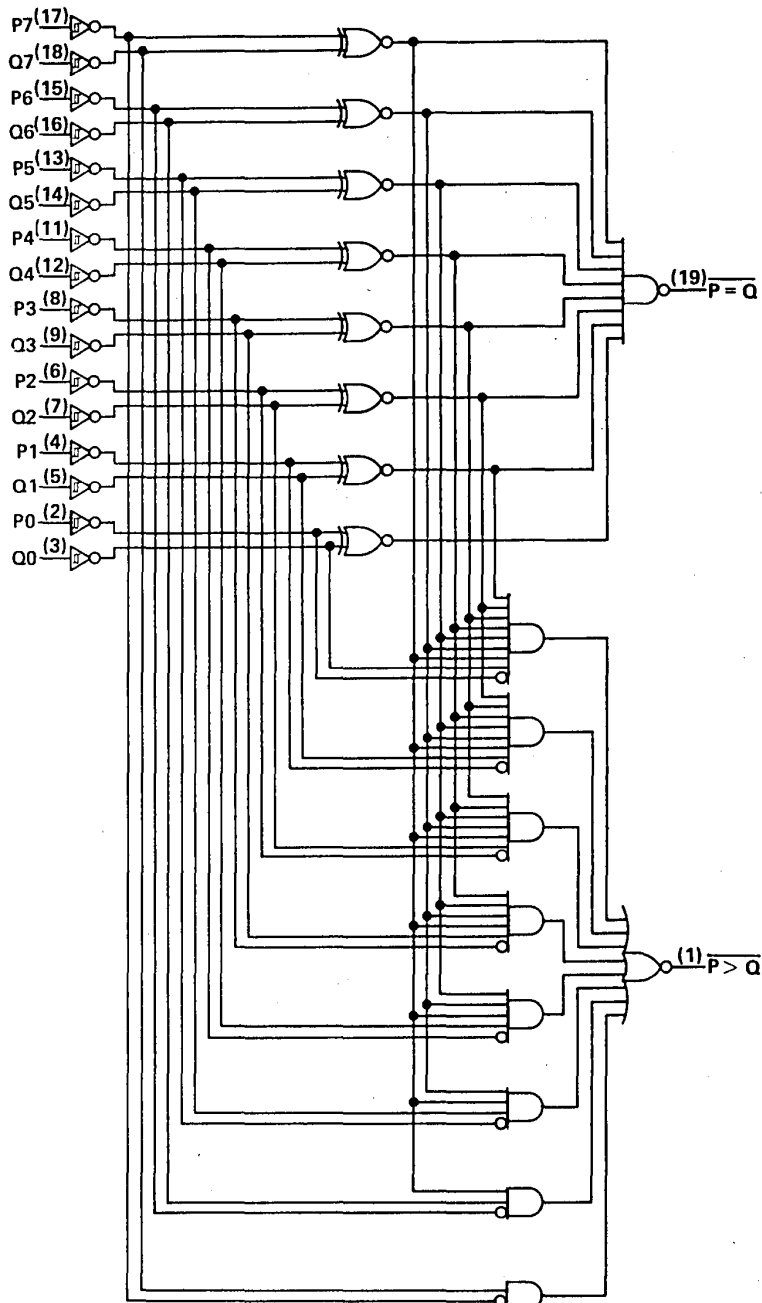 P7 (17)
Q7 (18)
P6 (15)
Q6 (16)
P5 (13)
Q5 (14)
P4 (11)
Q4 (12)
P3 (8)
Q3 (9)
P2 (6)
Q2 (7)
P1 (4)
Q1 (5)
P0 (2)
Q0 (3)
(19) P = Q
(1) P > Q